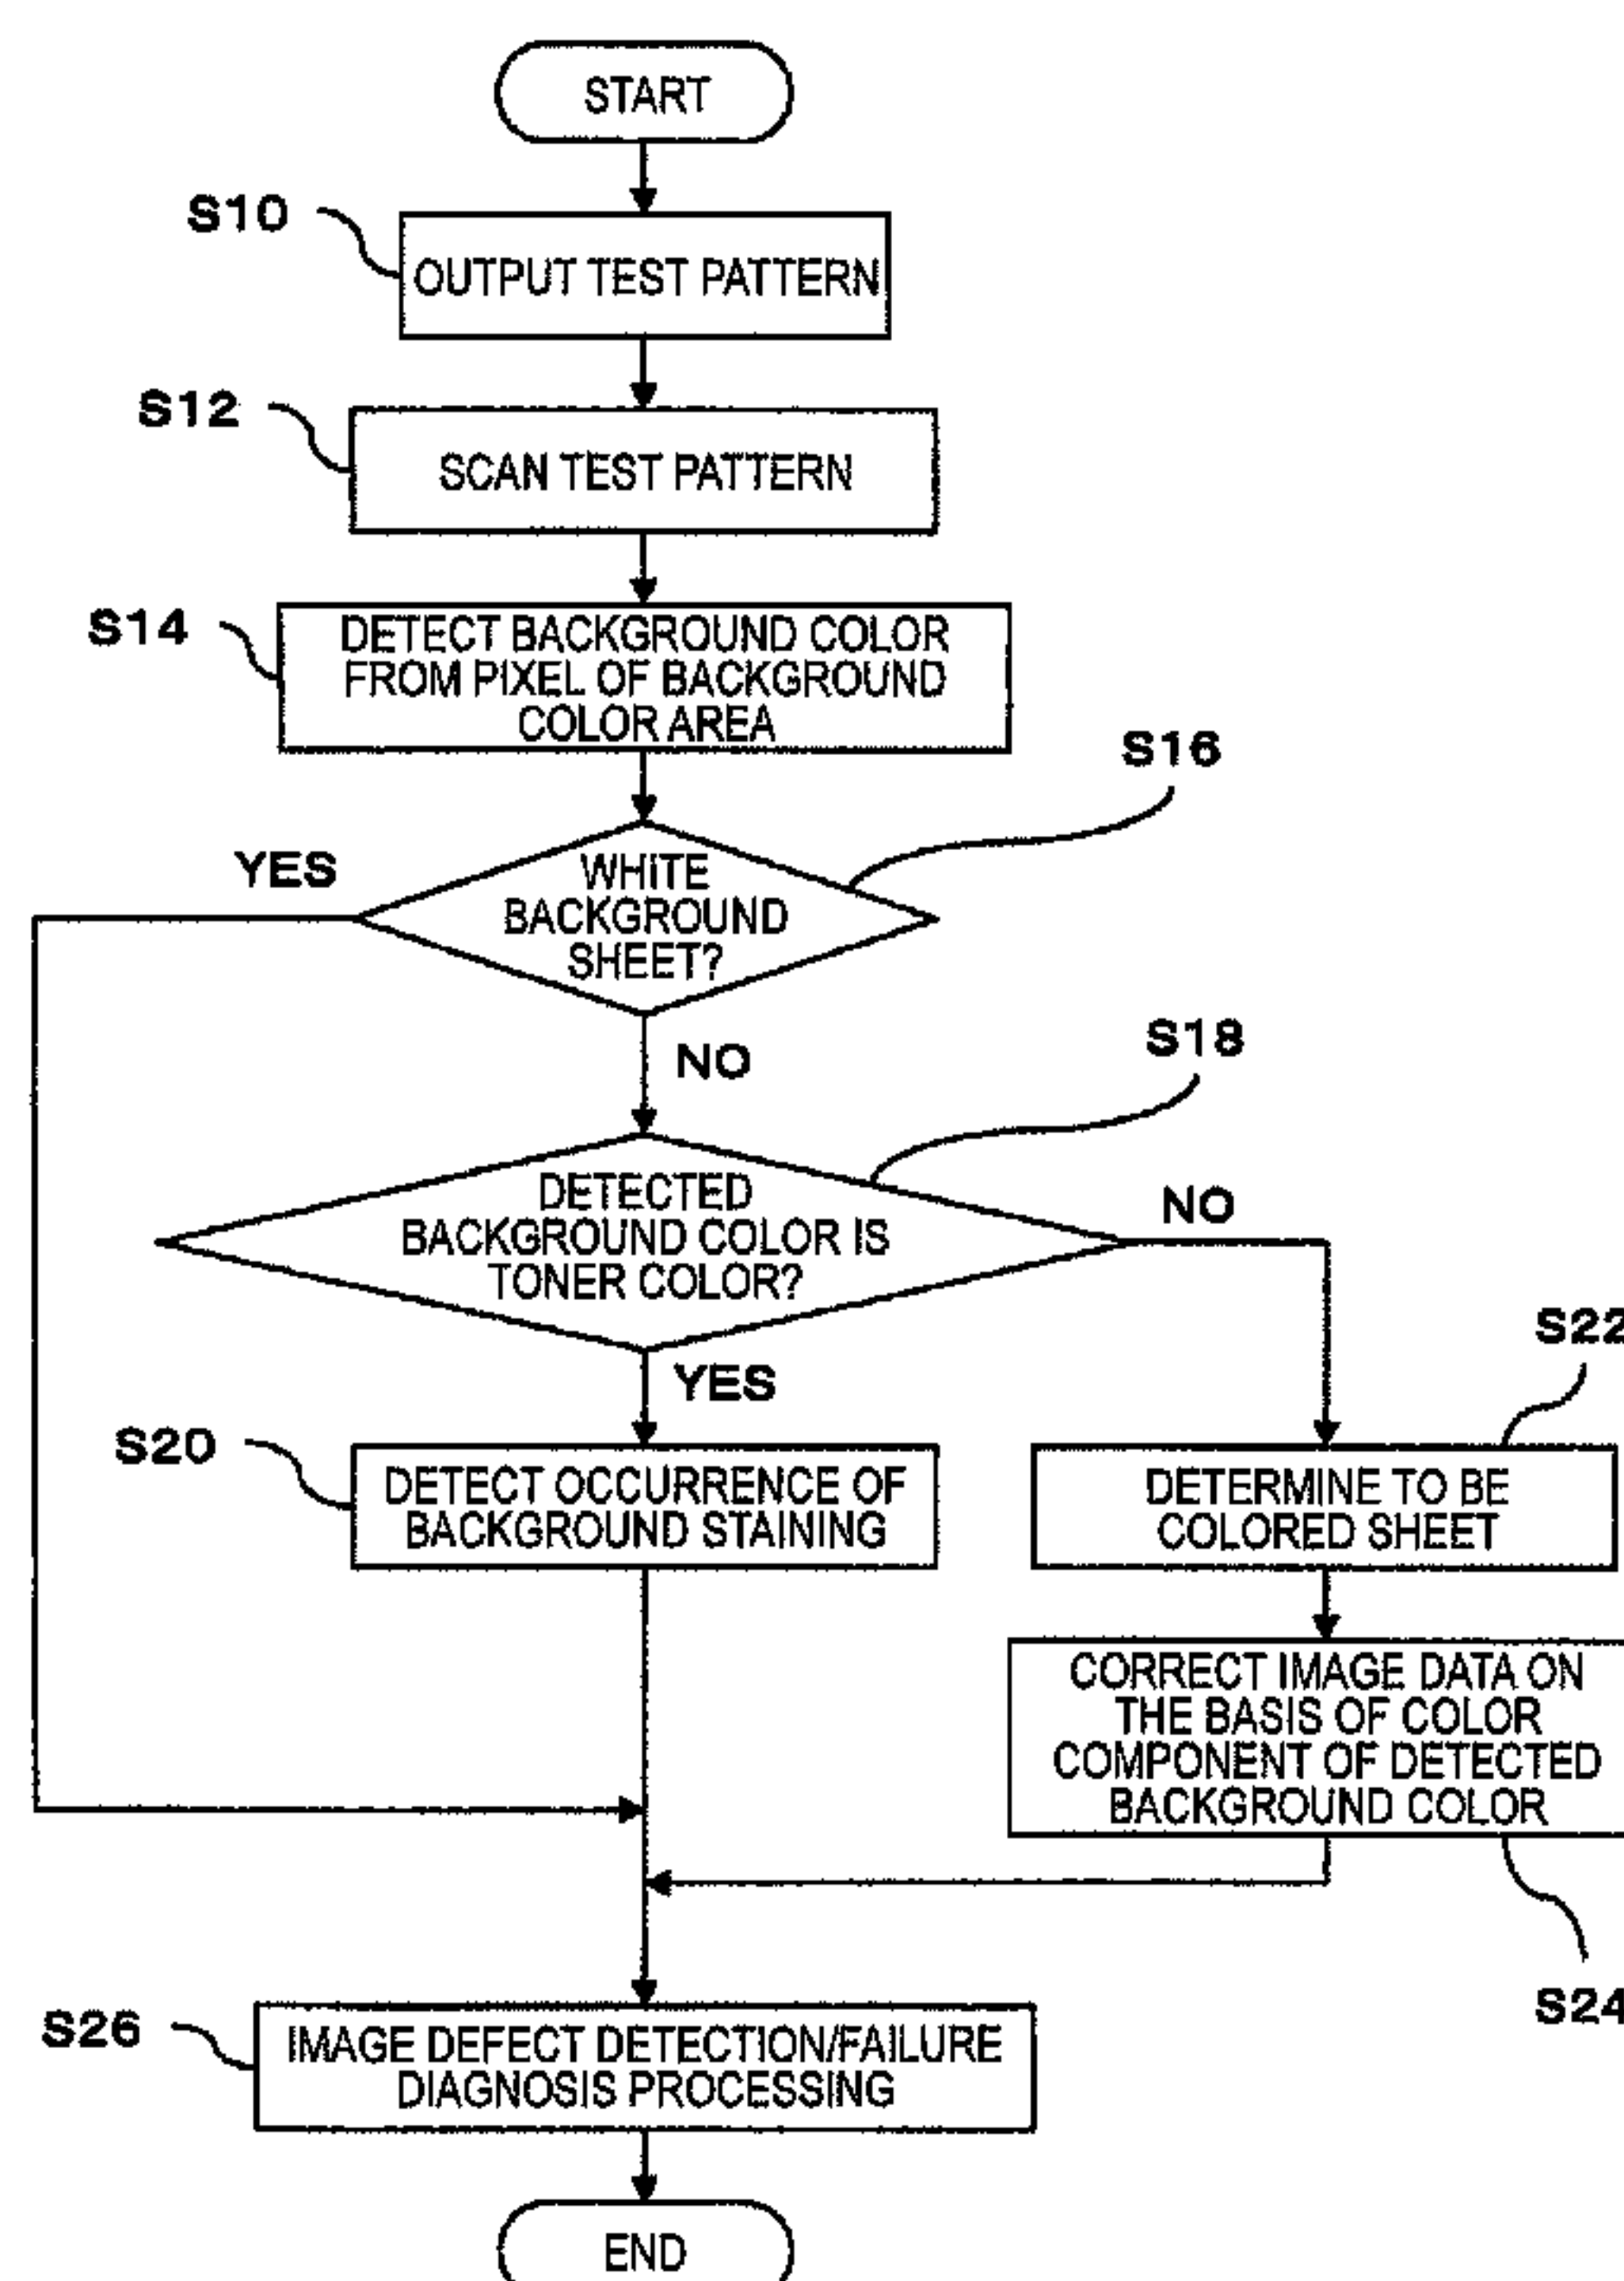 START
S10
OUTPUT TEST PATTERN
S12
SCAN TEST PATTERN
S14
DETECT BACKGROUND COLOR
FROM PIXEL OF BACKGROUND
COLOR AREA
S16
YES
WHITE
BACKGROUND
SHEET?
NO
S18
DETECTED
BACKGROUND COLOR IS
TONER COLOR?
NO
YES
S20
DETECT OCCURRENCE OF
BACKGROUND STAINING
S22
DETERMINE TO BE
COLORED SHEET
CORRECT IMAGE DATA ON
THE BASIS OF COLOR
COMPONENT OF DETECTED
BACKGROUND COLOR
S24
S26
IMAGE DEFECT DETECTION/FAILURE
DIAGNOSIS PROCESSING
END